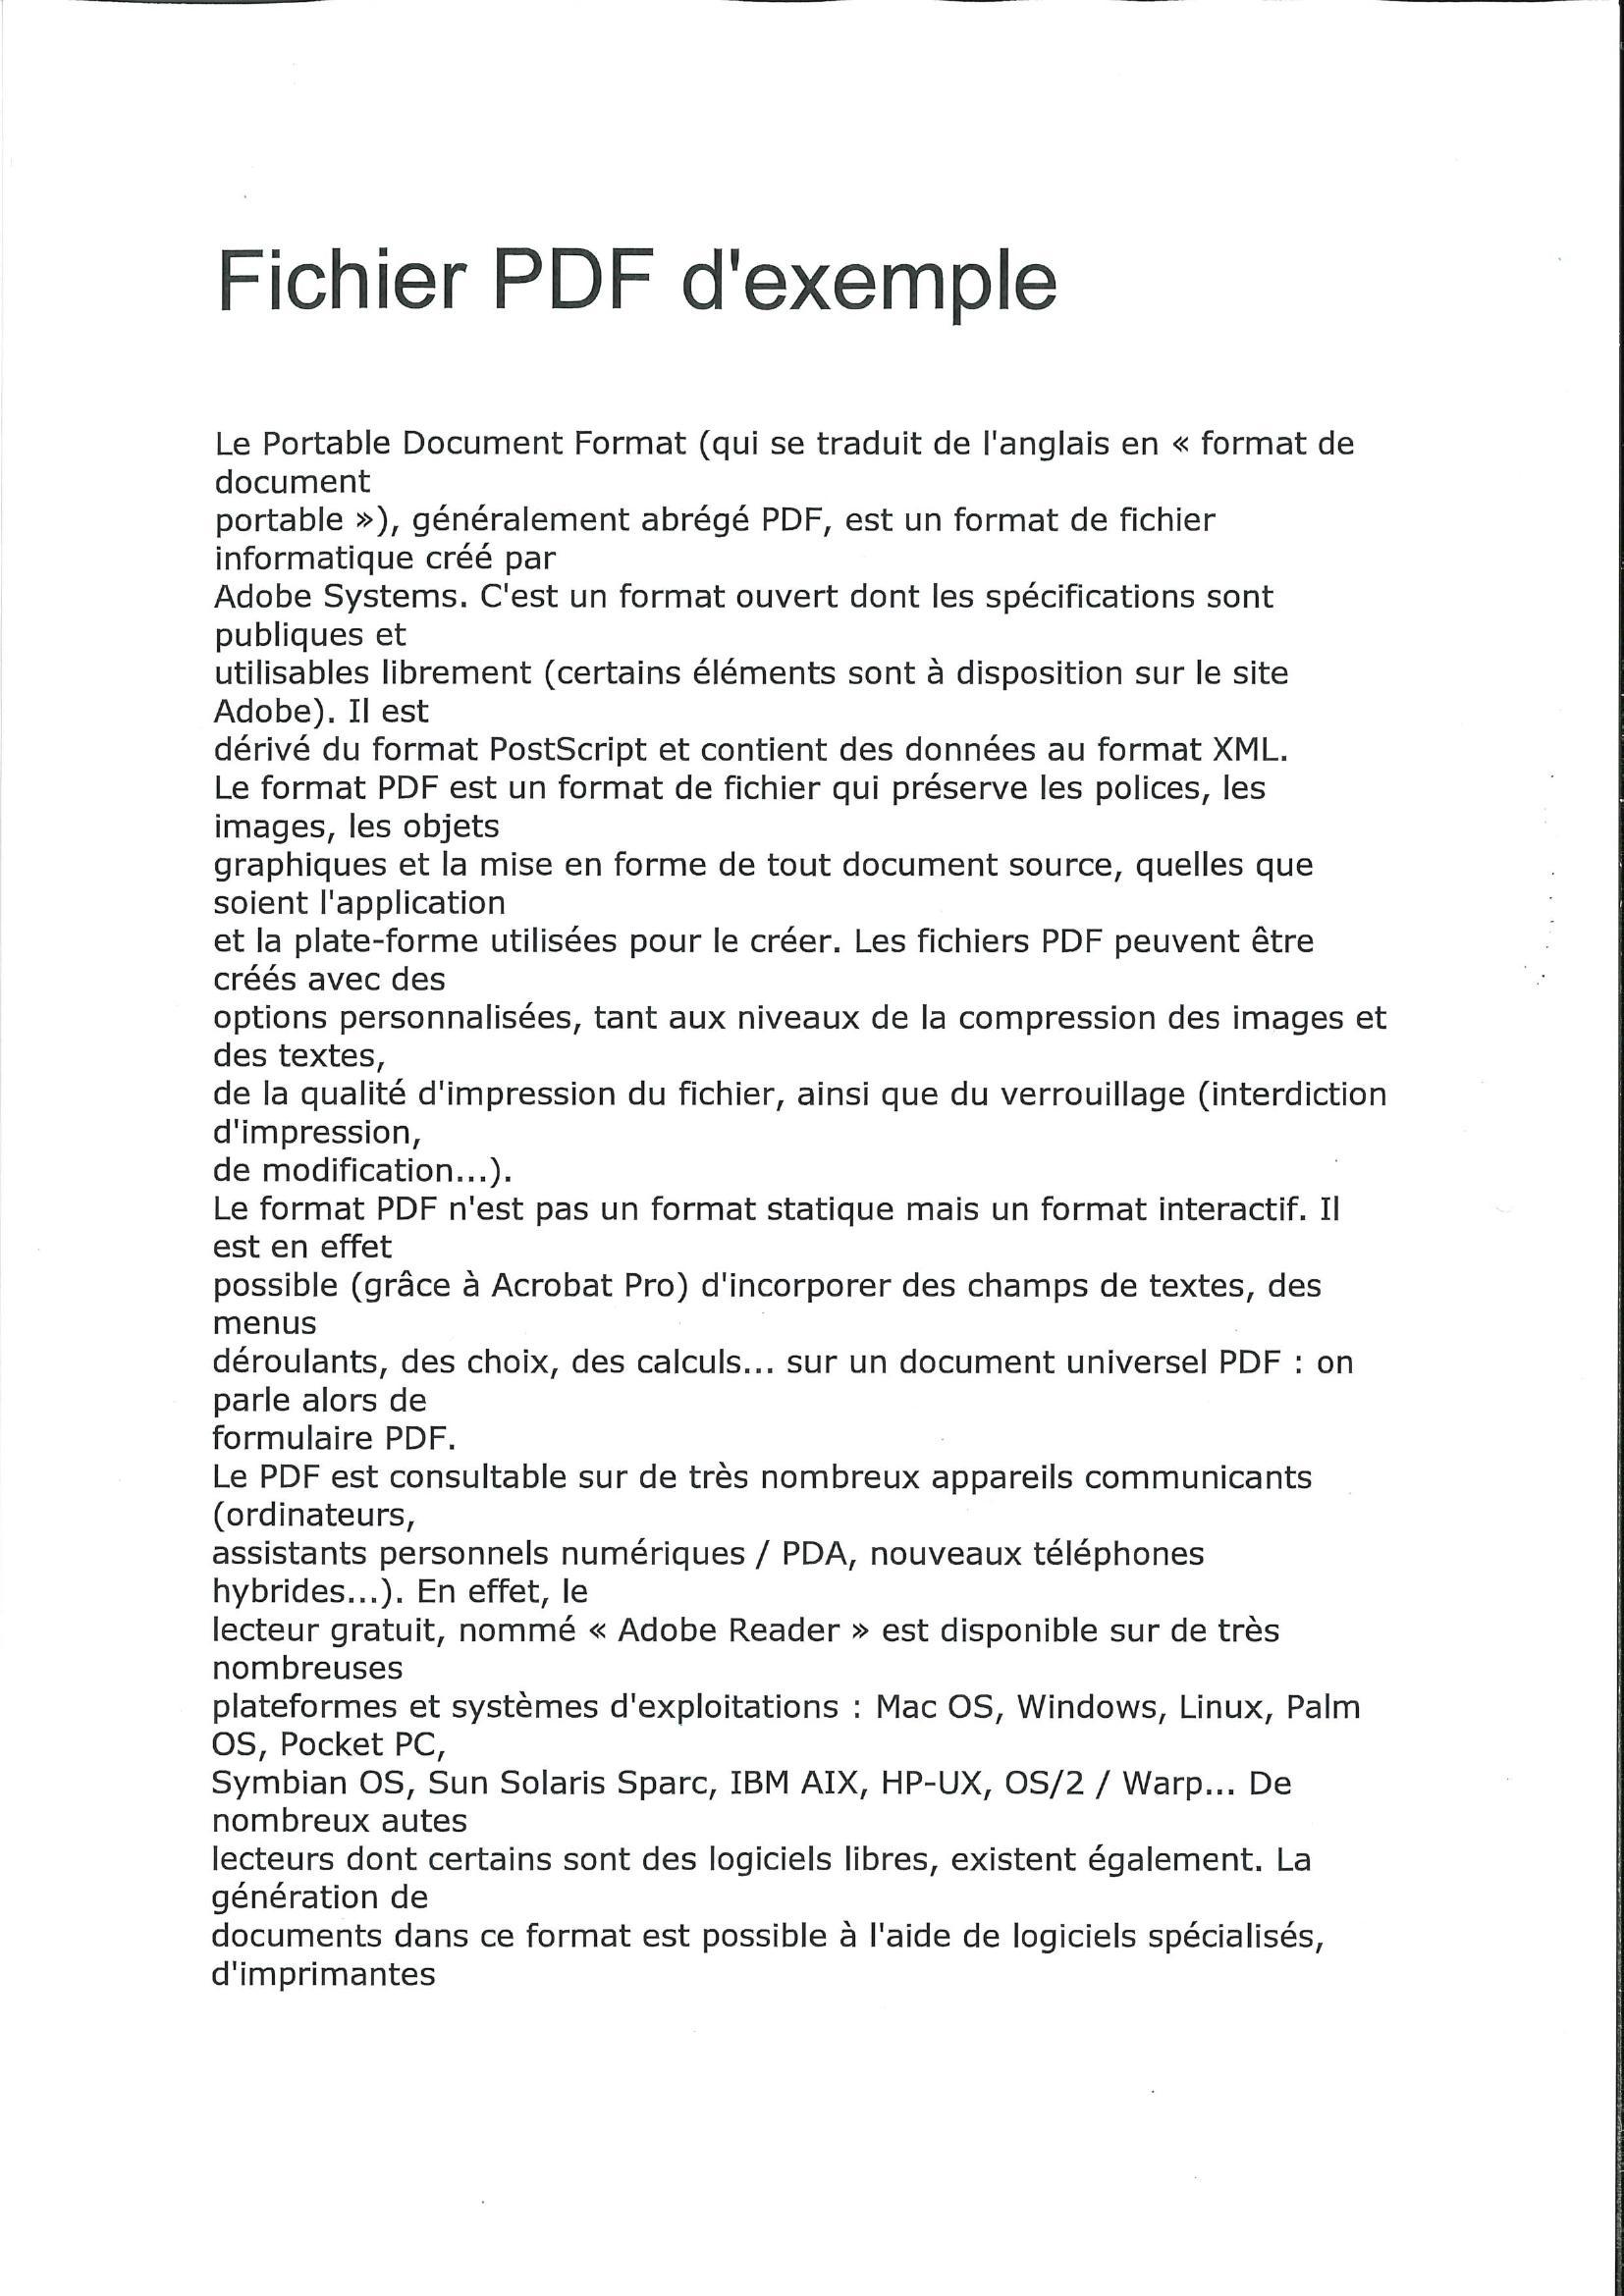 Fichier PDF d'exemple
Le Portable Document Format (qui se traduit de l'anglais en « format de
document
portable »), généralement abrégé PDF, est un format de fichier
informatique créé par
Adobe Systems. C'est un format ouvert dont les spécifications sont
publiques et
utilisables librement (certains éléments sont à disposition sur le site
Adobe). Il est
dérivé du format PostScript et contient des données au format XML.
Le format PDF est un format de fichier qui préserve les polices, les
images, les objets
graphiques et la mise en forme de tout document source, quelles que
soient l'application
et la plate-forme utilisées pour le créer. Les fichiers PDF peuvent être
créés avec des
options personnalisées, tant aux niveaux de la compression des images et
des textes,
de la qualité d'impression du fichier, ainsi que du verrouillage (interdiction
d'impression,
de modification...).
Le format PDF n'est pas un format statique mais un format interactif. Il
est en effet
possible (grâce à Acrobat Pro) d'incorporer des champs de textes, des
menus
déroulants, des choix, des calculs... sur un document universel PDF : on
parle alors de
formulaire PDF.
Le PDF est consultable sur de très nombreux appareils communicants
(ordinateurs,
assistants personnels numériques / PDA, nouveaux téléphones
hybrides...). En effet, le
lecteur gratuit, nommé « Adobe Reader » est disponible sur de très
nombreuses
plateformes et systèmes d'exploitations : Mac OS, Windows, Linux, Palm
OS, Pocket PC,
Symbian OS, Sun Solaris Sparc, IBM AIX, HP-UX, OS/2 / Warp... De
nombreux autes
lecteurs dont certains sont des logiciels libres, existent également. La
génération de
documents dans ce format est possible à l'aide de logiciels spécialisés,
d'imprimantes